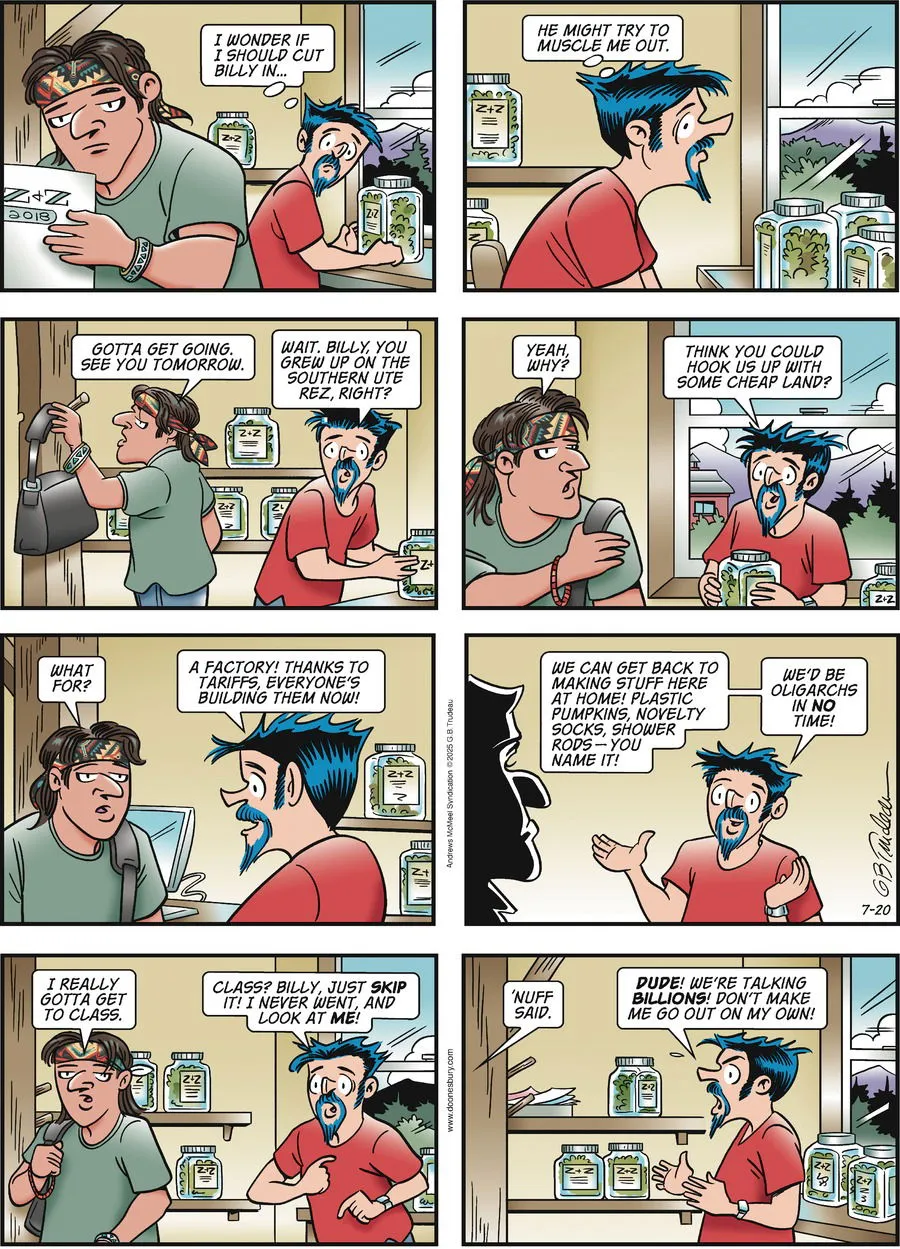 I WONDER IF
I SHOULD CUT
BILLY IN...
Z+Z
2018
Z+Z
Z+Z
HE MIGHT TRY TO
MUSCLE ME OUT.
Z+Z
GOTTA GET GOING.
SEE YOU TOMORROW.
WAIT. BILLY, YOU
GREW UP ON THE
SOUTHERN UTE
REZ, RIGHT?
Z+Z
Z+Z
YEAH,
WHY?
THINK YOU COULD
HOOK US UP WITH
SOME CHEAP LAND?
Z+Z
WHAT
FOR?
A FACTORY! THANKS TO
TARIFFS, EVERYONE'S
BUILDING THEM NOW!
Z+Z
Z+Z
Andrews McMeel Syndication © 2025 G.B. Trudeau
WE CAN GET BACK TO
MAKING STUFF HERE
AT HOME! PLASTIC
PUMPKINS, NOVELTY
SOCKS, SHOWER
RODS — YOU
NAME IT!
WE'D BE
OLIGARCHS
IN NO
TIME!
GBTrudeau
7-20
I REALLY
GOTTA GET
TO CLASS.
CLASS? BILLY, JUST SKIP
IT! I NEVER WENT, AND
LOOK AT ME!
Z+Z
Z+Z
Z+Z
www.doonesbury.com
'NUFF
SAID.
DUDE! WE'RE TALKING
BILLIONS! DON'T MAKE
ME GO OUT ON MY OWN!
Z+Z
Z+Z
Z+Z
Z+Z
Z+Z